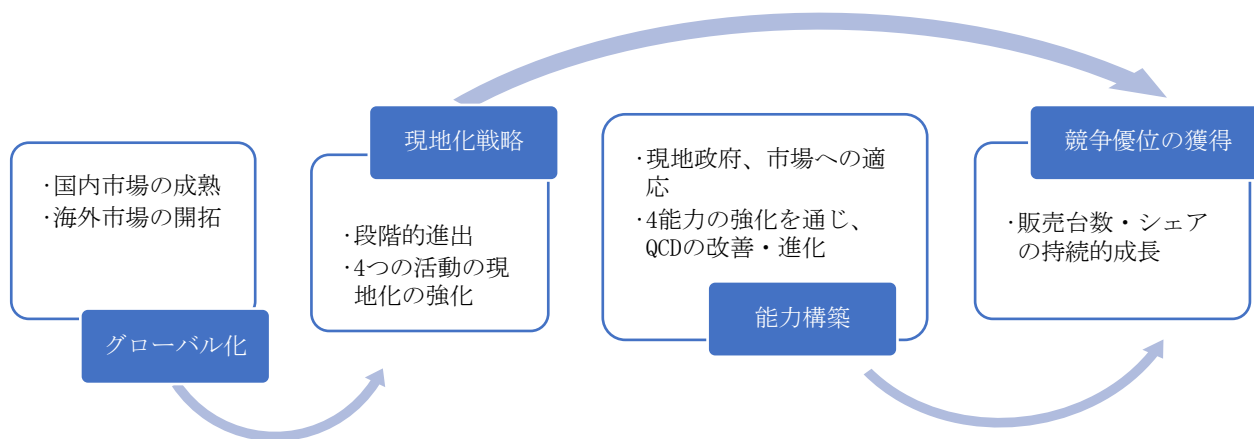 ・国内市場の成熟
・海外市場の開拓
グローバル化
現地化戦略
・段階的進出
・4つの活動の現
地化の強化
・現地政府、市場への適
応
・4能力の強化を通じ、
QCDの改善・進化
能力構築
競争優位の獲得
・販売台数・シェア
の持続的成長